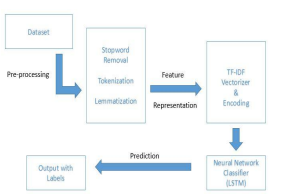 Dataset
Pre-processing
Stopword
Removal
Tokenization
Lemmatization
Feature
Representation
TF-IDF
Vectorizer
&
Encoding
Neural Network
Classifier
(LSTM)
Prediction
Output with
Labels